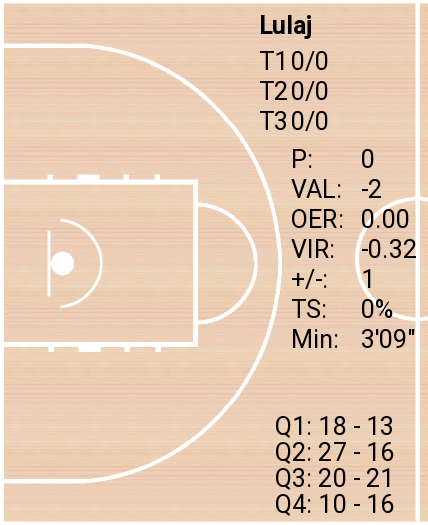 Lulaj
T1 0/0
T2 0/0
T3 0/0
P: 0
VAL: -2
OER: 0.00
VIR: -0.32
+/-: 1
TS: 0%
Min: 3'09"
Q1: 18 - 13
Q2: 27 - 16
Q3: 20 - 21
Q4: 10 - 16